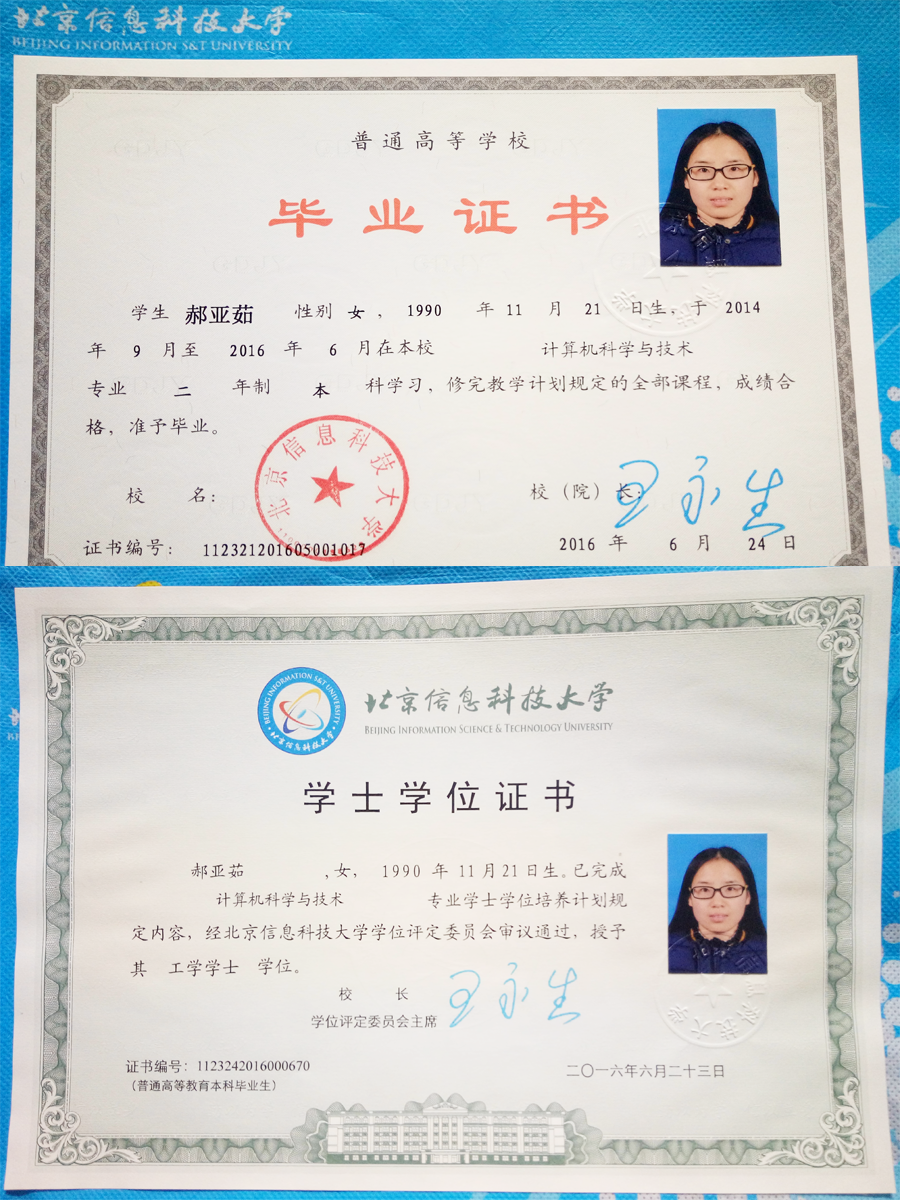 北京信息科技大学
BEIJING INFORMATION S&T UNIVERSITY
普通高等学校
毕业证书
学生 郝亚茹 性别 女 ， 1990 年 11 月 21 日生，于 2014
年 9 月至 2016 年 6 月在本校 计算机科学与技术
专业 二 年制 本 科学习，修完教学计划规定的全部课程，成绩合
格，准予毕业。
北京信息科技大学
校 名：
校（院）长：王永生
证书编号： 112321201605001017
2016 年 6 月 24 日
BEIJING INFORMATION S&T UNIVERSITY
北京信息科技大学
北京信息科技大学
BEIJING INFORMATION SCIENCE & TECHNOLOGY UNIVERSITY
学士学位证书
郝亚茹 ，女， 1990 年 11 月 21 日生。已完成
计算机科学与技术 专业学士学位培养计划规
定内容，经北京信息科技大学学位评定委员会审议通过，授予
其 工学学士 学位。
校 长
学位评定委员会主席
王永生
证书编号：1123242016000670
（普通高等教育本科毕业生）
二〇一六年六月二十三日